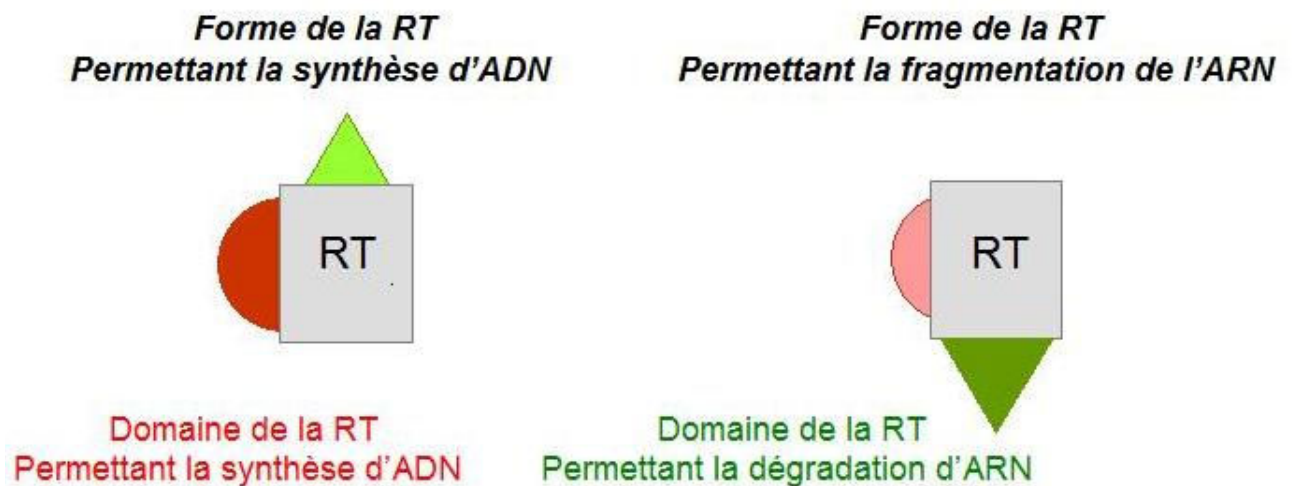 Forme de la RT
Permettant la synthèse d'ADN
Forme de la RT
Permettant la fragmentation de l'ARN
RT
RT
Domaine de la RT
Permettant la synthèse d'ADN
Domaine de la RT
Permettant la dégradation d'ARN